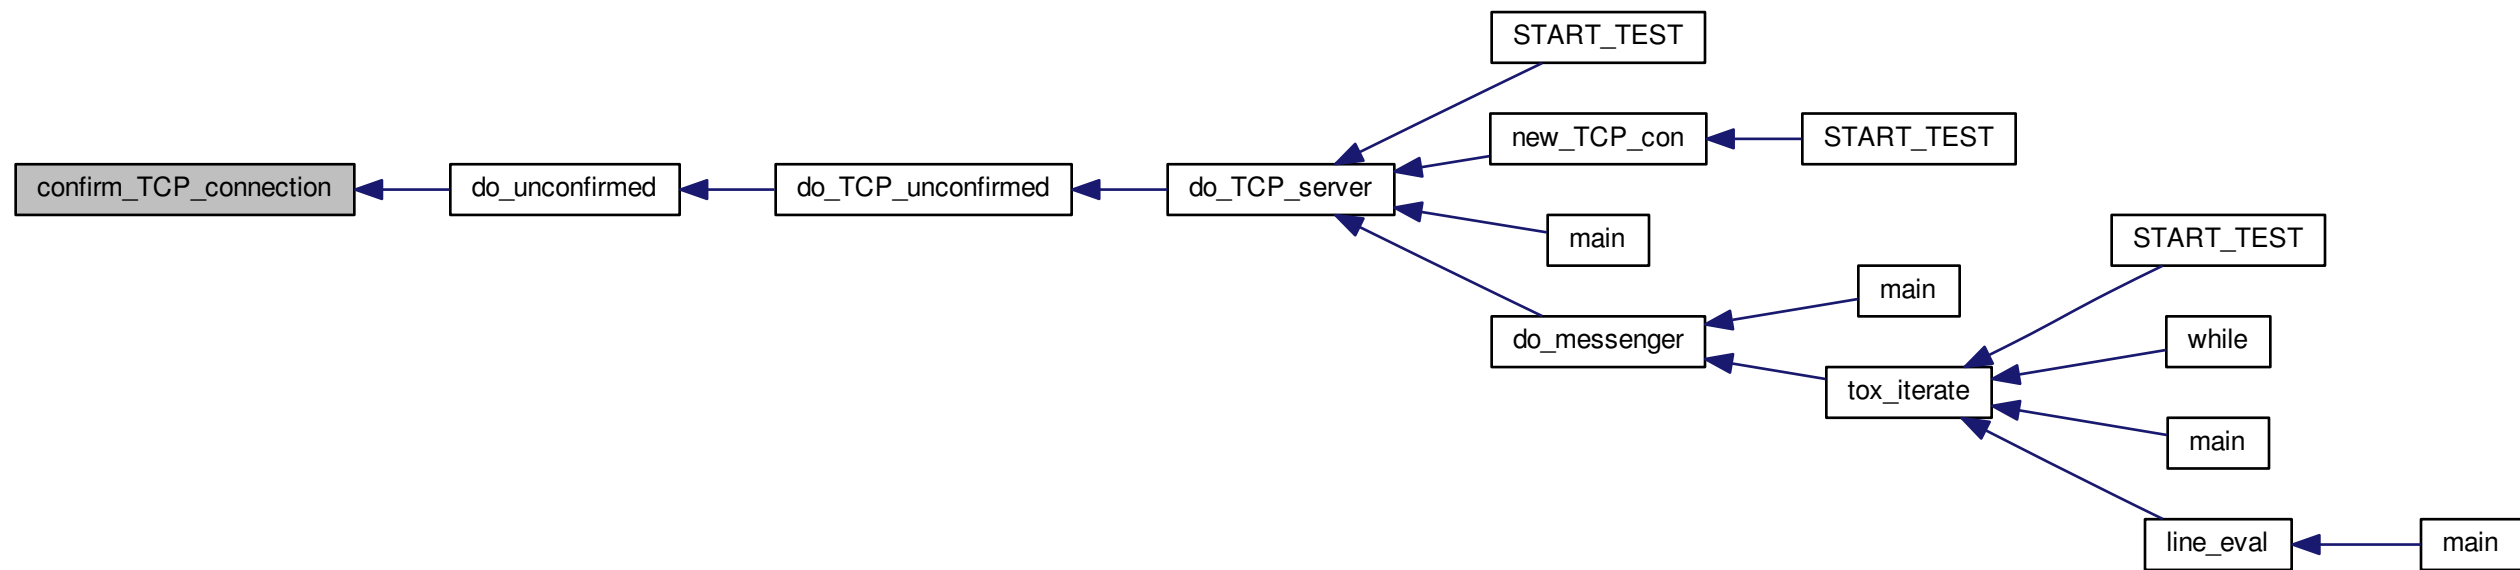 START_TEST
new_TCP_con
START_TEST
confirm_TCP_connection
do_unconfirmed
do_TCP_unconfirmed
do_TCP_server
main
START_TEST
main
do_messenger
while
tox_iterate
main
line_eval
main